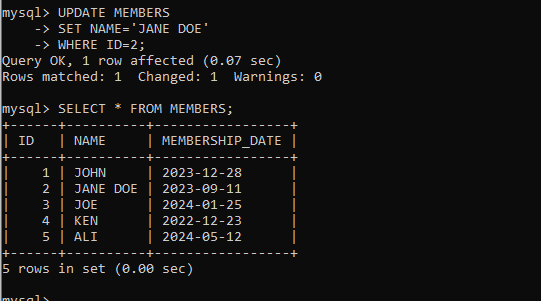 mysql> UPDATE MEMBERS
    -> SET NAME='JANE DOE'
    -> WHERE ID=2;
Query OK, 1 row affected (0.07 sec)
Rows matched: 1  Changed: 1  Warnings: 0

mysql> SELECT * FROM MEMBERS;
+------+----------+-----------------+
| ID   | NAME     | MEMBERSHIP_DATE |
+------+----------+-----------------+
|    1 | JOHN     | 2023-12-28      |
|    2 | JANE DOE | 2023-09-11      |
|    3 | JOE      | 2024-01-25      |
|    4 | KEN      | 2022-12-23      |
|    5 | ALI      | 2024-05-12      |
+------+----------+-----------------+
5 rows in set (0.00 sec)

mysql>